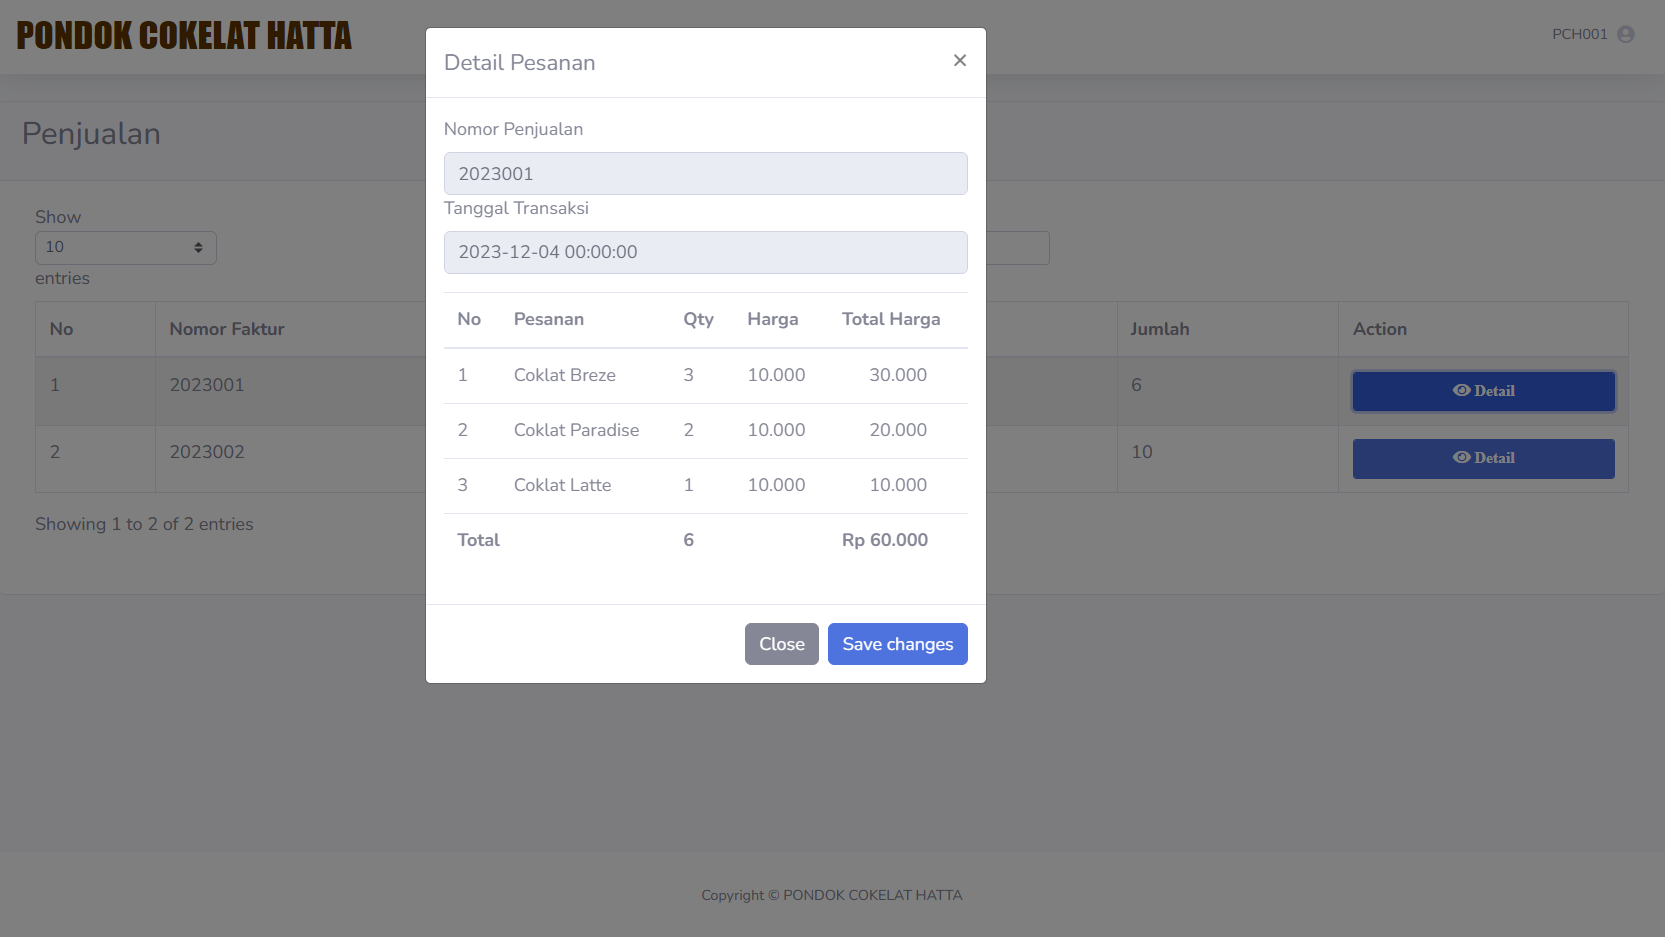 PONDOK COKELAT HATTA
PCH001
Penjualan
Show
10
entries
No Nomor Faktur Jumlah Action
1 2023001 6 Detail
2 2023002 10 Detail
Showing 1 to 2 of 2 entries
Detail Pesanan ×
Nomor Penjualan
2023001
Tanggal Transaksi
2023-12-04 00:00:00
No Pesanan Qty Harga Total Harga
1 Coklat Breze 3 10.000 30.000
2 Coklat Paradise 2 10.000 20.000
3 Coklat Latte 1 10.000 10.000
Total 6 Rp 60.000
Close Save changes
Copyright © PONDOK COKELAT HATTA